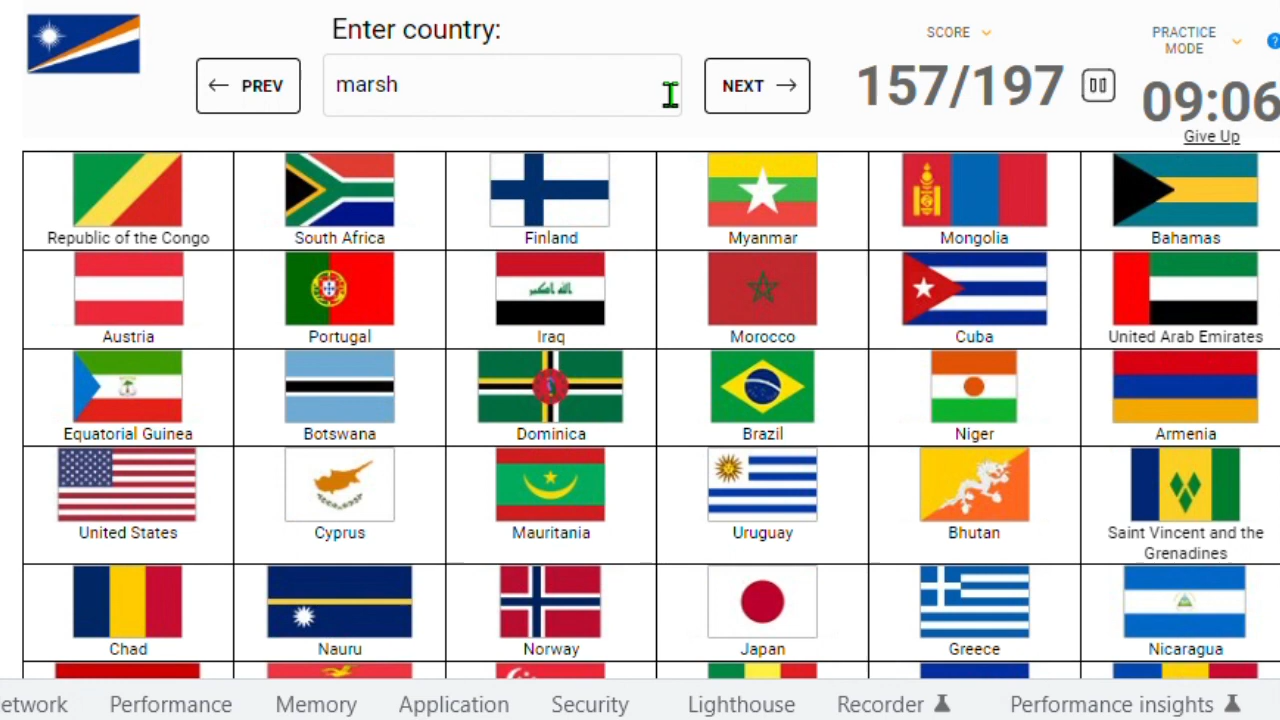 Enter country:
SCORE
PRACTICE
MODE
PREV
marsh
NEXT
157/197
09:06
Give Up
Republic of the Congo
South Africa
Finland
Myanmar
Mongolia
Bahamas
الله اكبر
Austria
Portugal
Iraq
Morocco
Cuba
United Arab Emirates
Equatorial Guinea
Botswana
Dominica
Brazil
Niger
Armenia
United States
Cyprus
Mauritania
Uruguay
Bhutan
Saint Vincent and the
Grenadines
Chad
Nauru
Norway
Japan
Greece
Nicaragua
etwork
Performance
Memory
Application
Security
Lighthouse
Recorder
Performance insights